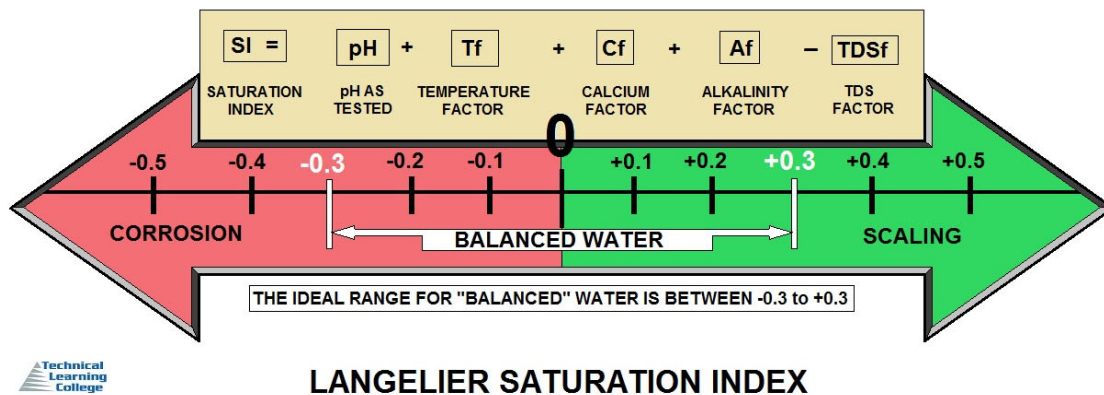 SI = pH + Tf + Cf + Af – TDSf
SATURATION INDEX
pH AS TESTED
TEMPERATURE FACTOR
CALCIUM FACTOR
ALKALINITY FACTOR
TDS FACTOR
-0.5 -0.4 -0.3 -0.2 -0.1 0 +0.1 +0.2 +0.3 +0.4 +0.5
CORROSION BALANCED WATER SCALING
THE IDEAL RANGE FOR "BALANCED" WATER IS BETWEEN -0.3 to +0.3
Technical
Learning
College
LANGELIER SATURATION INDEX